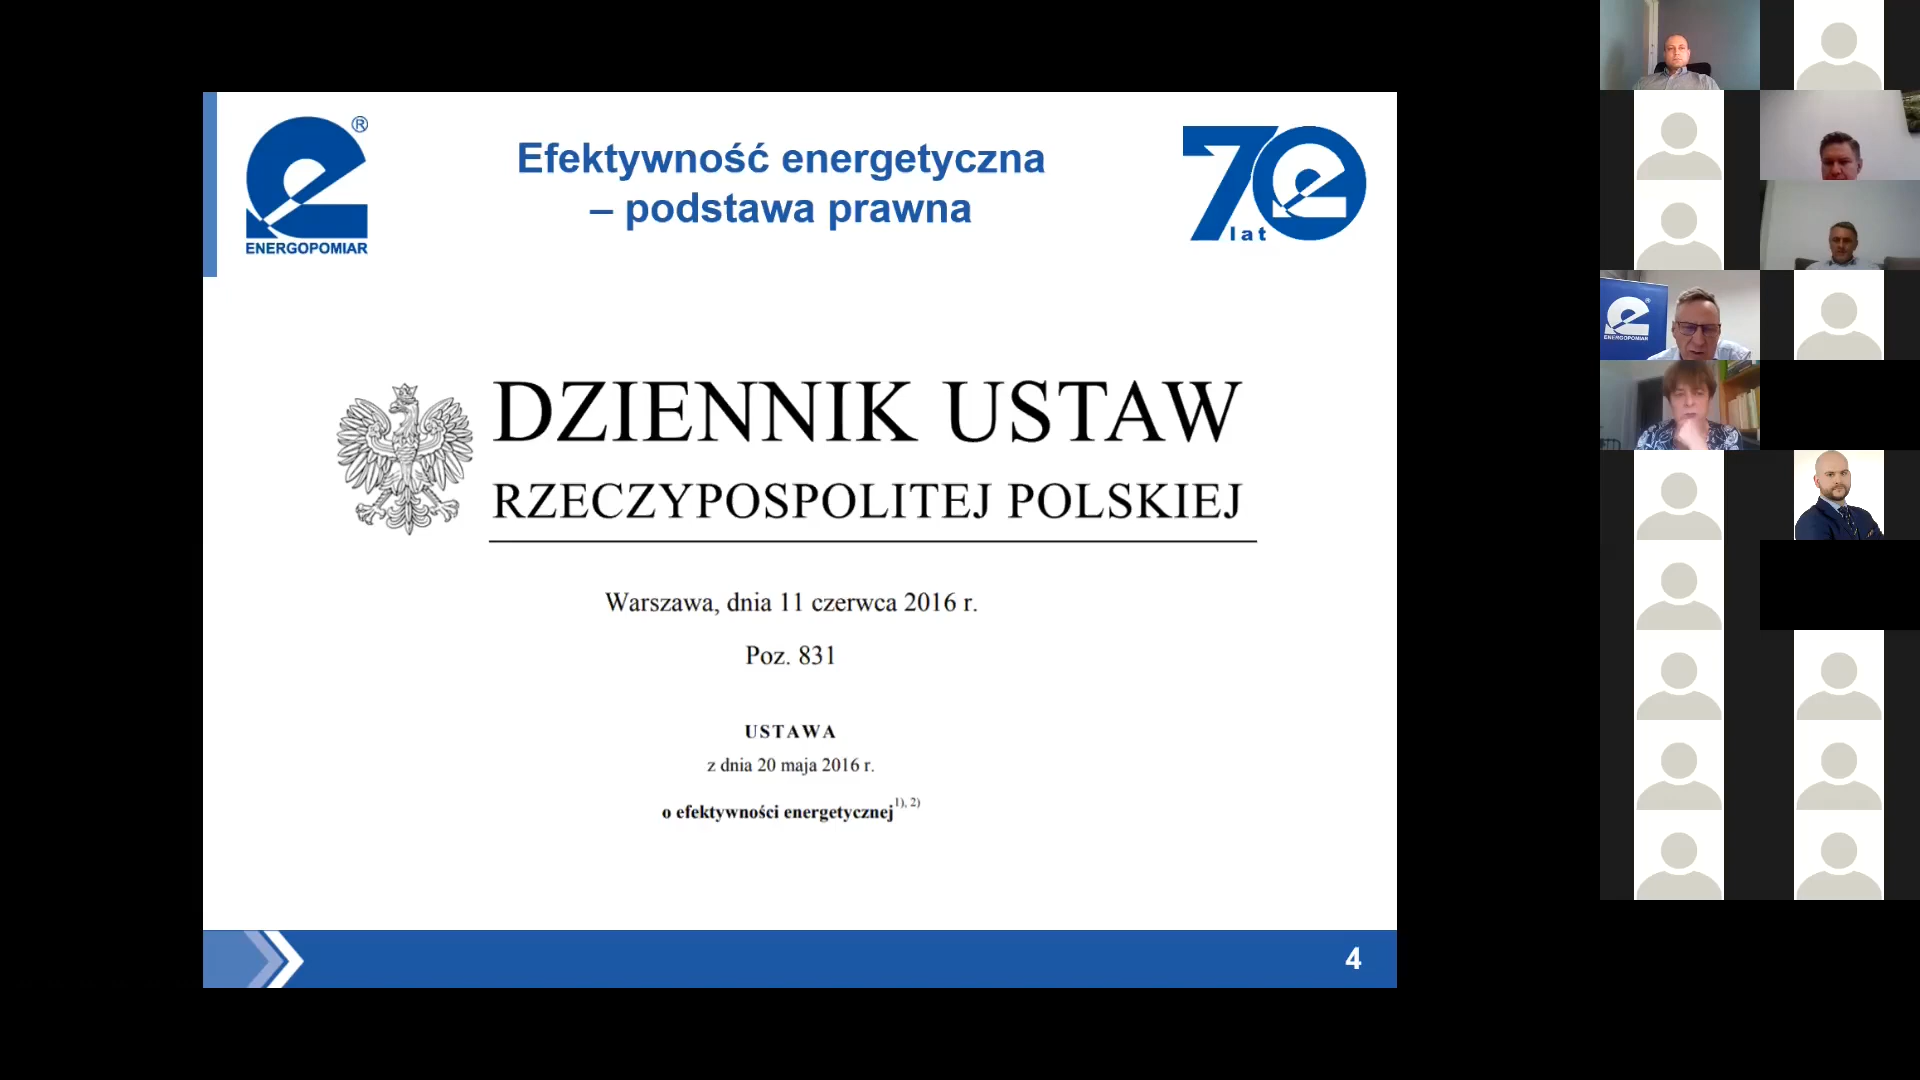 ®
ENERGOPOMIAR
Efektywność energetyczna
– podstawa prawna
70
lat
DZIENNIK USTAW
RZECZYPOSPOLITEJ POLSKIEJ
Warszawa, dnia 11 czerwca 2016 r.
Poz. 831
USTAWA
z dnia 20 maja 2016 r.
o efektywności energetycznej1), 2)
4
ENERGOPOMIAR